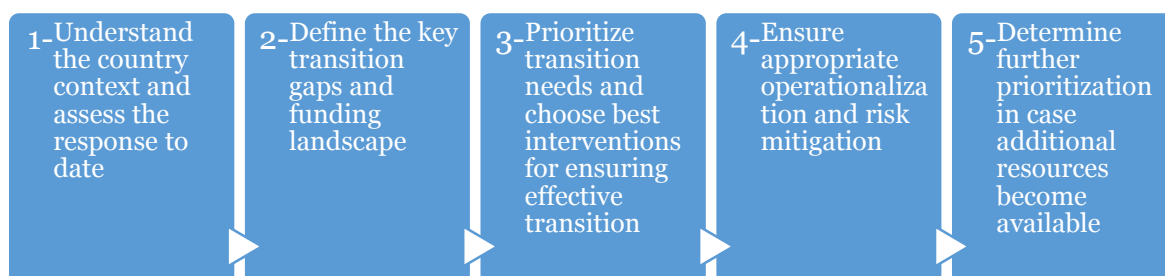 1-Understand
the country
context and
assess the
response to
date
2-Define the key
transition
gaps and
funding
landscape
3-Prioritize
transition
needs and
choose best
interventions
for ensuring
effective
transition
4-Ensure
appropriate
operationaliza
tion and risk
mitigation
5-Determine
further
prioritization
in case
additional
resources
become
available